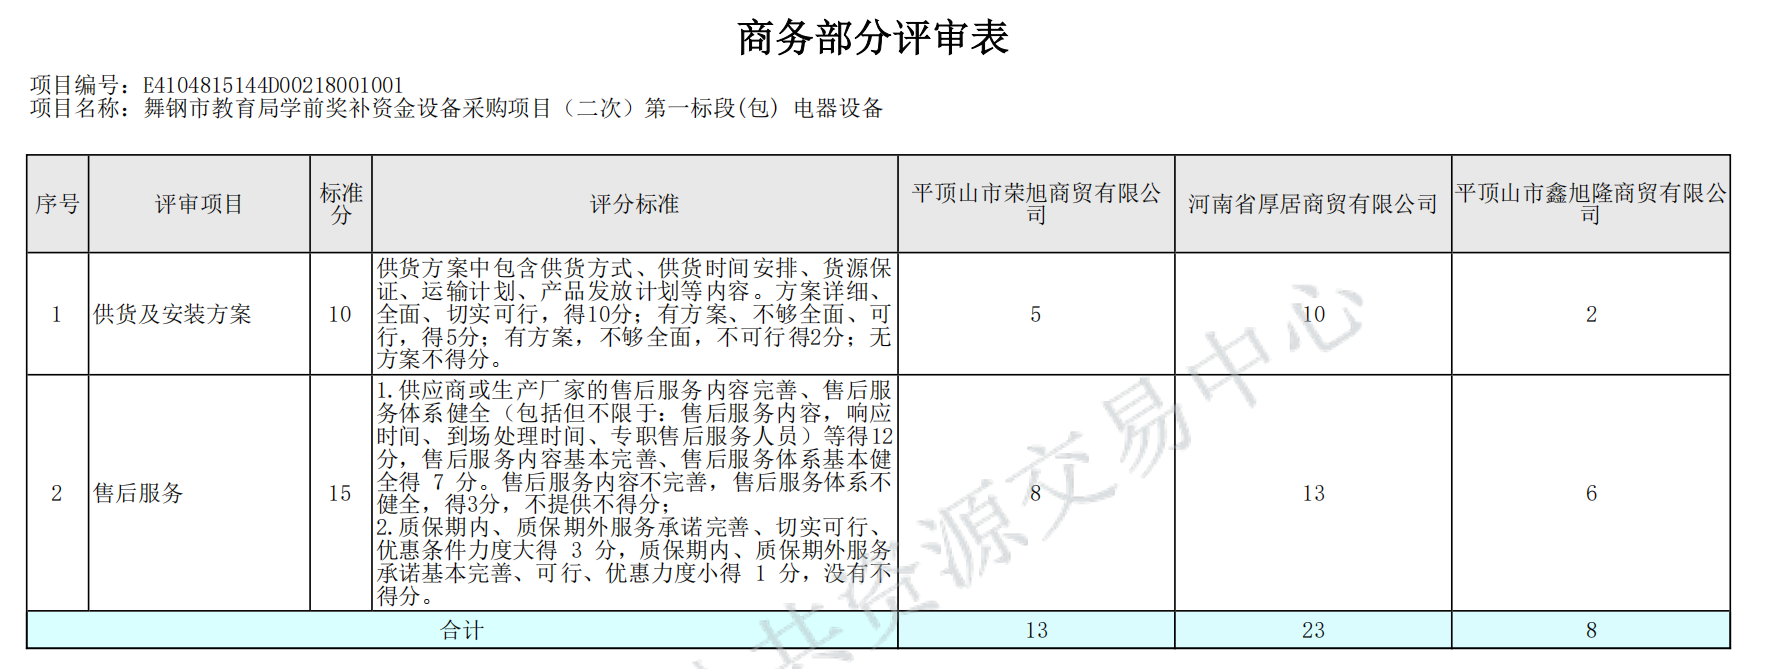 商务部分评审表
项目编号：E4104815144D00218001001
项目名称：舞钢市教育局学前奖补资金设备采购项目（二次）第一标段(包) 电器设备
序号
评审项目
标准
分
评分标准
平顶山市荣旭商贸有限公
司
河南省厚居商贸有限公司
平顶山市鑫旭隆商贸有限公
司
1
供货及安装方案
10
供货方案中包含供货方式、供货时间安排、货源保
证、运输计划、产品发放计划等内容。方案详细、
全面、切实可行，得10分；有方案、不够全面、可
行，得5分；有方案，不够全面，不可行得2分；无
方案不得分。
5
10
2
2
售后服务
15
1.供应商或生产厂家的售后服务内容完善、售后服
务体系健全（包括但不限于：售后服务内容，响应
时间、到场处理时间、专职售后服务人员）等得12
分，售后服务内容基本完善、售后服务体系基本健
全得 7 分。售后服务内容不完善，售后服务体系不
健全，得3分，不提供不得分；
2.质保期内、质保期外服务承诺完善、切实可行、
优惠条件力度大得 3 分，质保期内、质保期外服务
承诺基本完善、可行、优惠力度小得 1 分，没有不
得分。
8
13
6
合计
13
23
8
共资源交易中心